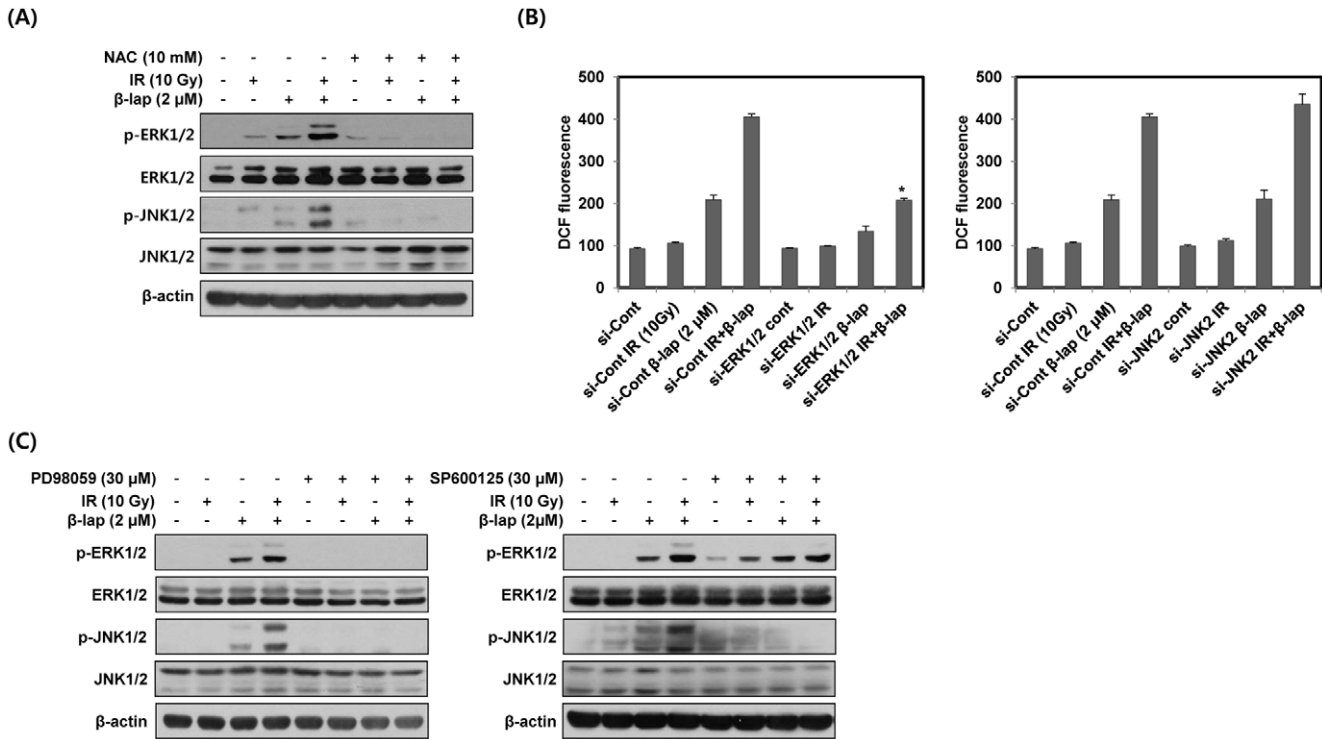 (A)
NAC (10 mM) - - - - + + + +
IR (10 Gy) - + - + - + - +
β-lap (2 μM) - - + + - - + +
p-ERK1/2
ERK1/2
p-JNK1/2
JNK1/2
β-actin
(B)
500
400
300
200
100
0
DCF fluorescence
*
si-Cont
si-Cont IR (10Gy)
si-Cont β-lap (2 μM)
si-Cont IR+β-lap
si-ERK1/2 cont
si-ERK1/2 IR
si-ERK1/2 β-lap
si-ERK1/2 IR+β-lap
500
400
300
200
100
0
DCF fluorescence
si-Cont
si-Cont IR (10Gy)
si-Cont β-lap (2 μM)
si-Cont IR+β-lap
si-JNK2 cont
si-JNK2 IR
si-JNK2 β-lap
si-JNK2 IR+β-lap
(C)
PD98059 (30 μM) - - - - + + + +
IR (10 Gy) - + - + - + - +
β-lap (2 μM) - - + + - - + +
p-ERK1/2
ERK1/2
p-JNK1/2
JNK1/2
β-actin
SP600125 (30 μM) - - - - + + + +
IR (10 Gy) - + - + - + - +
β-lap (2μM) - - + + - - + +
p-ERK1/2
ERK1/2
p-JNK1/2
JNK1/2
β-actin